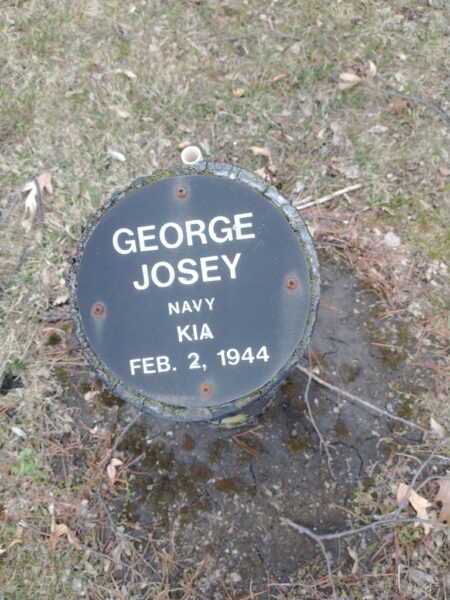 GEORGE
JOSEY
NAVY
KIA
FEB. 2, 1944